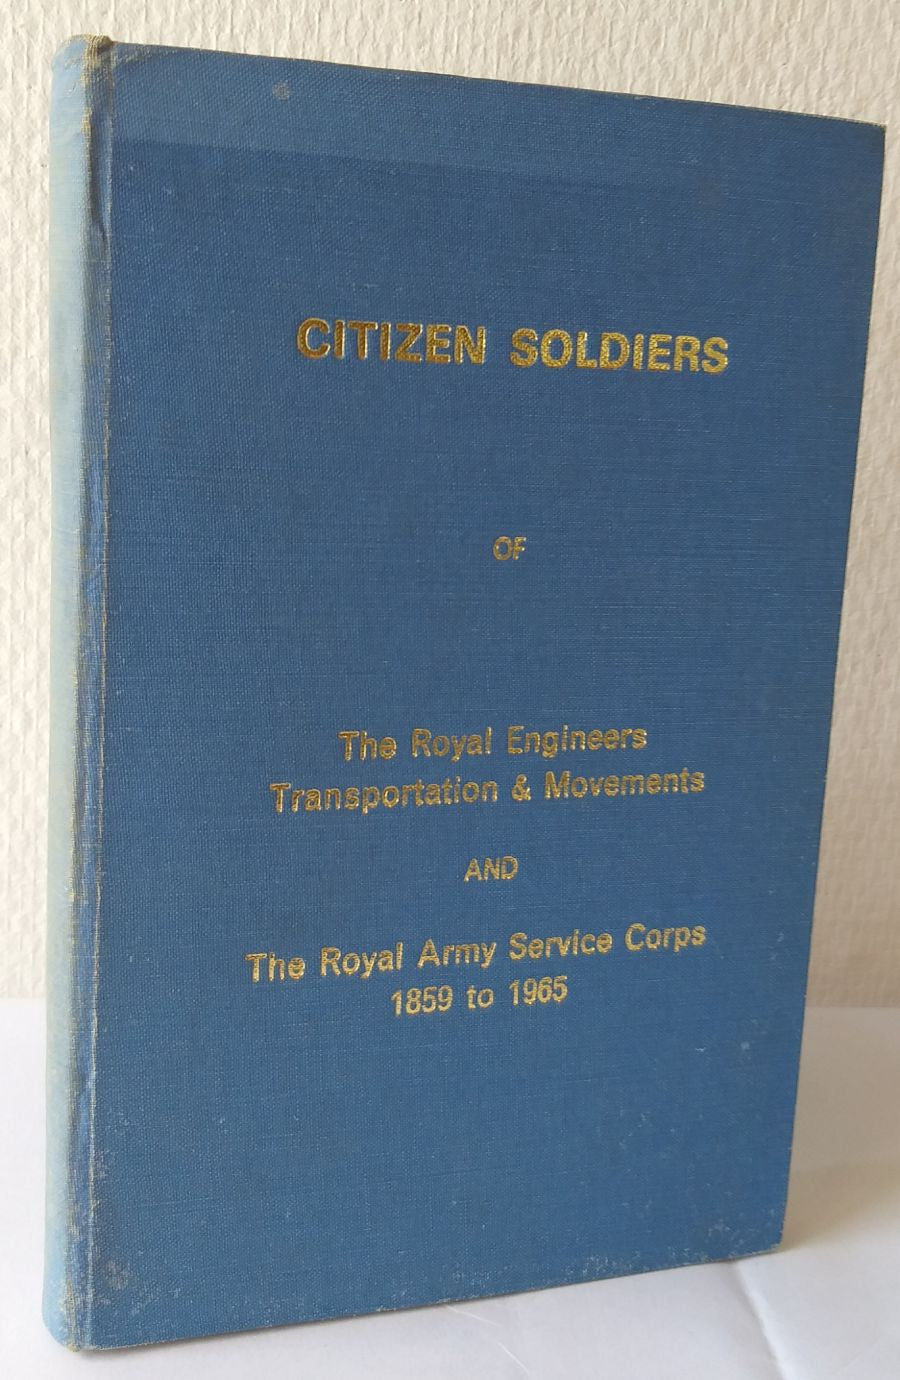 CITIZEN SOLDIERS
OF
The Royal Engineers
Transportation & Movements
AND
The Royal Army Service Corps
1859 to 1965